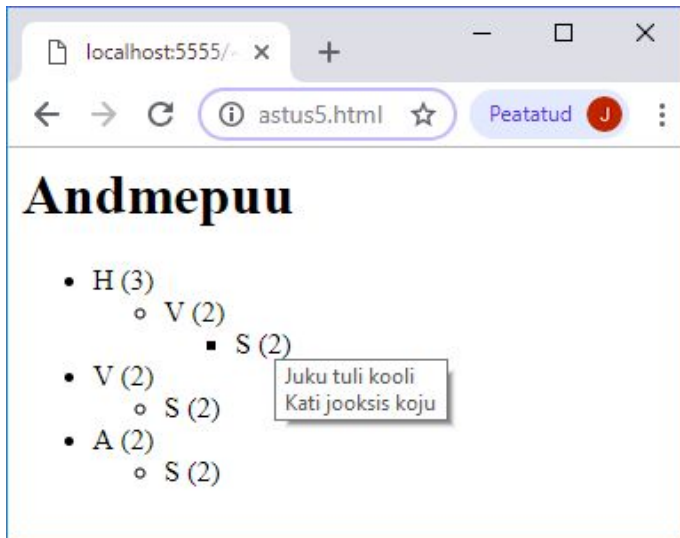 localhost:5555/
astus5.html
Peatatud
J
Andmepuu
H (3)
V (2)
S (2)
Juku tuli kooli
Kati jooksis koju
V (2)
S (2)
A (2)
S (2)